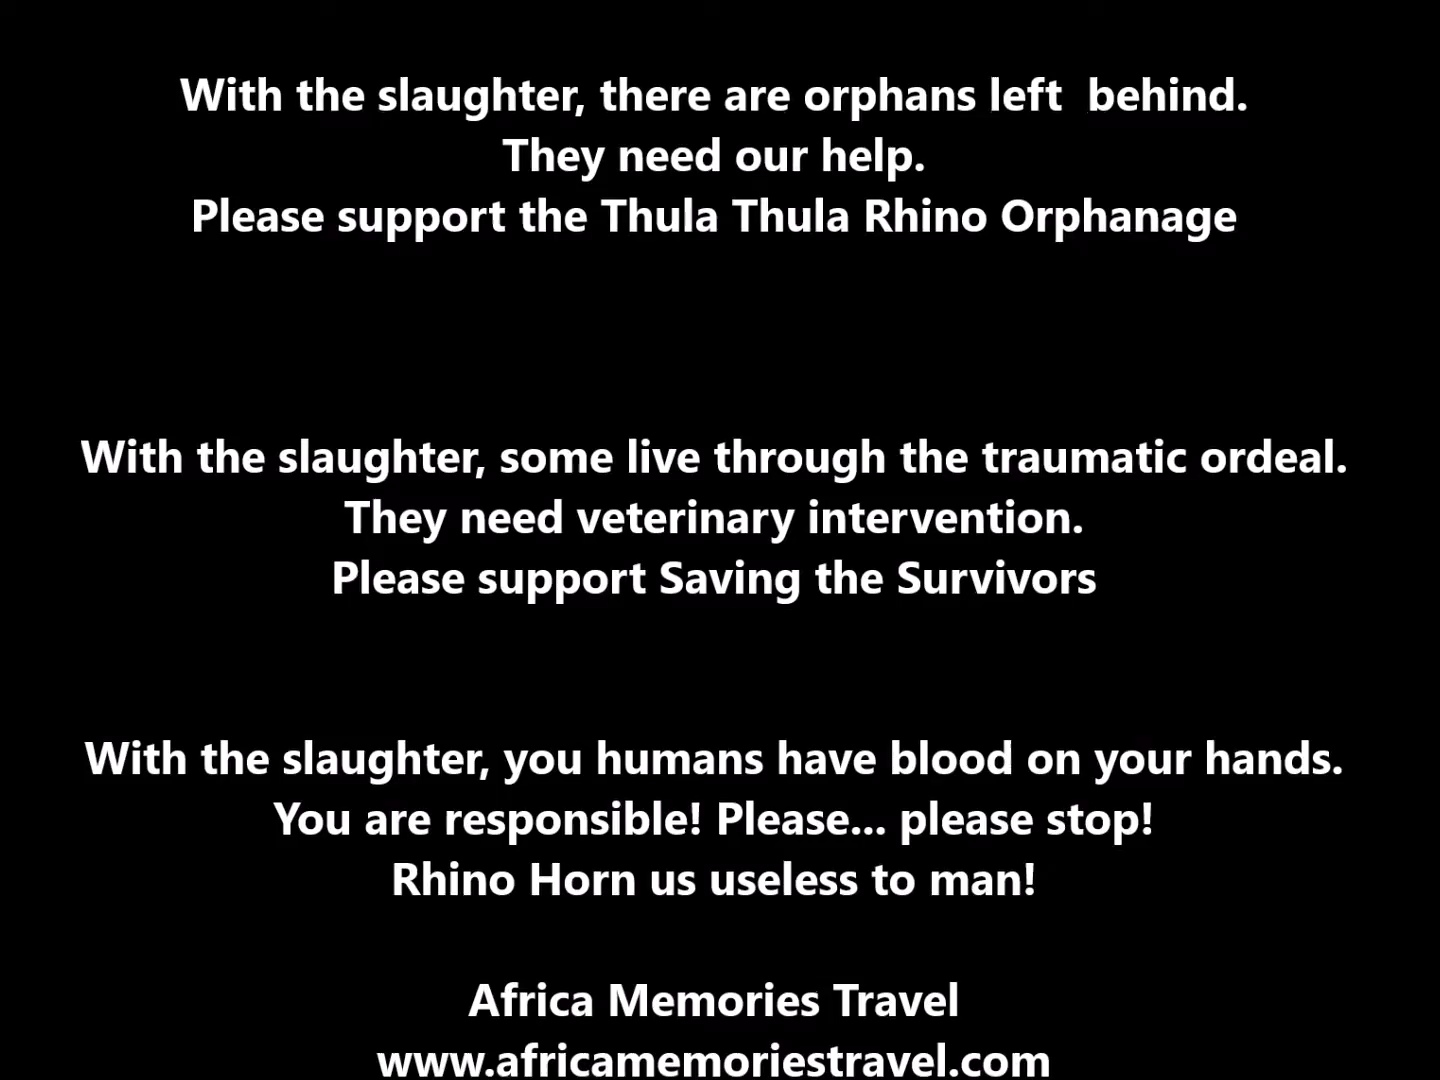 With the slaughter, there are orphans left  behind.
They need our help.
Please support the Thula Thula Rhino Orphanage
With the slaughter, some live through the traumatic ordeal.
They need veterinary intervention.
Please support Saving the Survivors
With the slaughter, you humans have blood on your hands.
You are responsible! Please... please stop!
Rhino Horn us useless to man!
Africa Memories Travel
www.africamemoriestravel.com